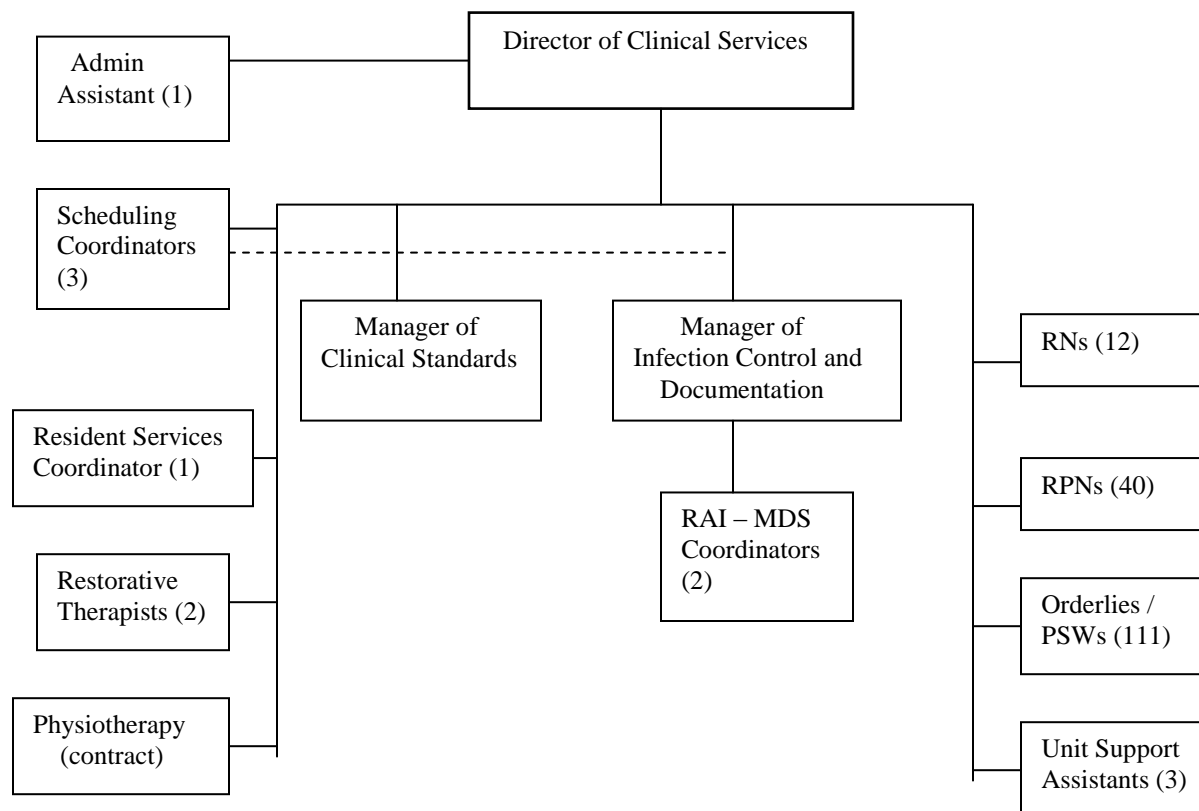 Director of Clinical Services
Admin
Assistant (1)
Scheduling
Coordinators
(3)
Manager of
Clinical Standards
Manager of
Infection Control and
Documentation
RNs (12)
Resident Services
Coordinator (1)
RPNs (40)
RAI – MDS
Coordinators
(2)
Restorative
Therapists (2)
Orderlies /
PSWs (111)
Physiotherapy
(contract)
Unit Support
Assistants (3)